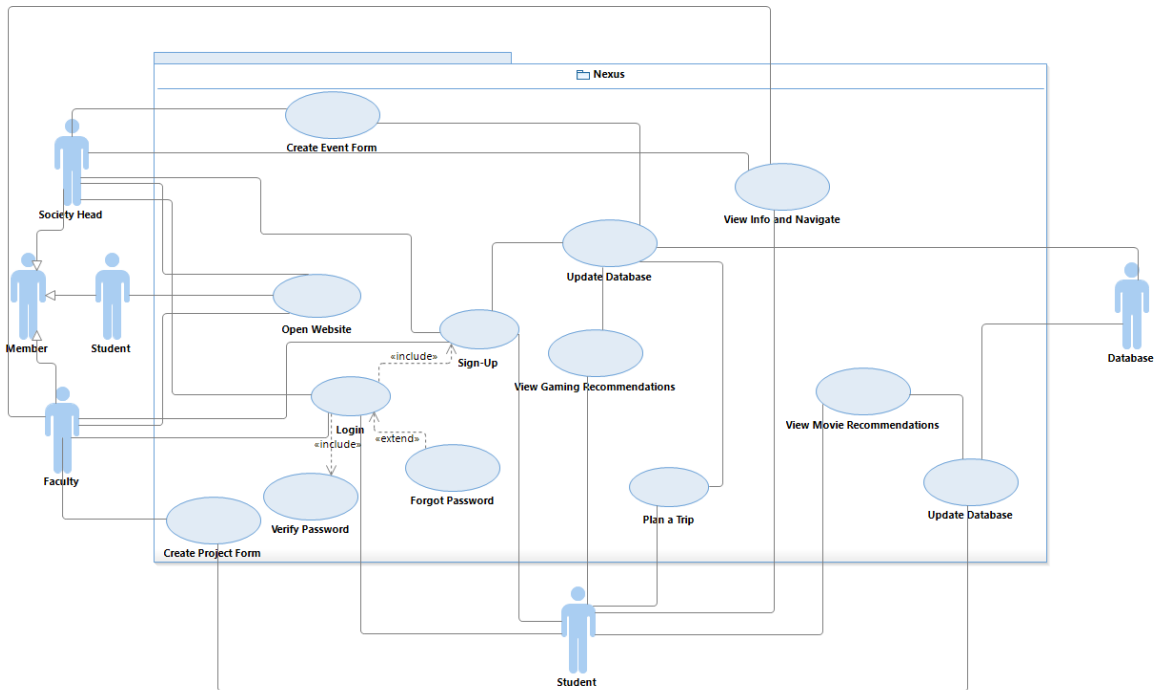 Nexus
Create Event Form
Society Head
View Info and Navigate
Update Database
Open Website
Member
Student
Sign-Up
Database
«include»
View Gaming Recommendations
View Movie Recommendations
Login
«include»
«extend»
Faculty
Forgot Password
Verify Password
Plan a Trip
Update Database
Create Project Form
Student